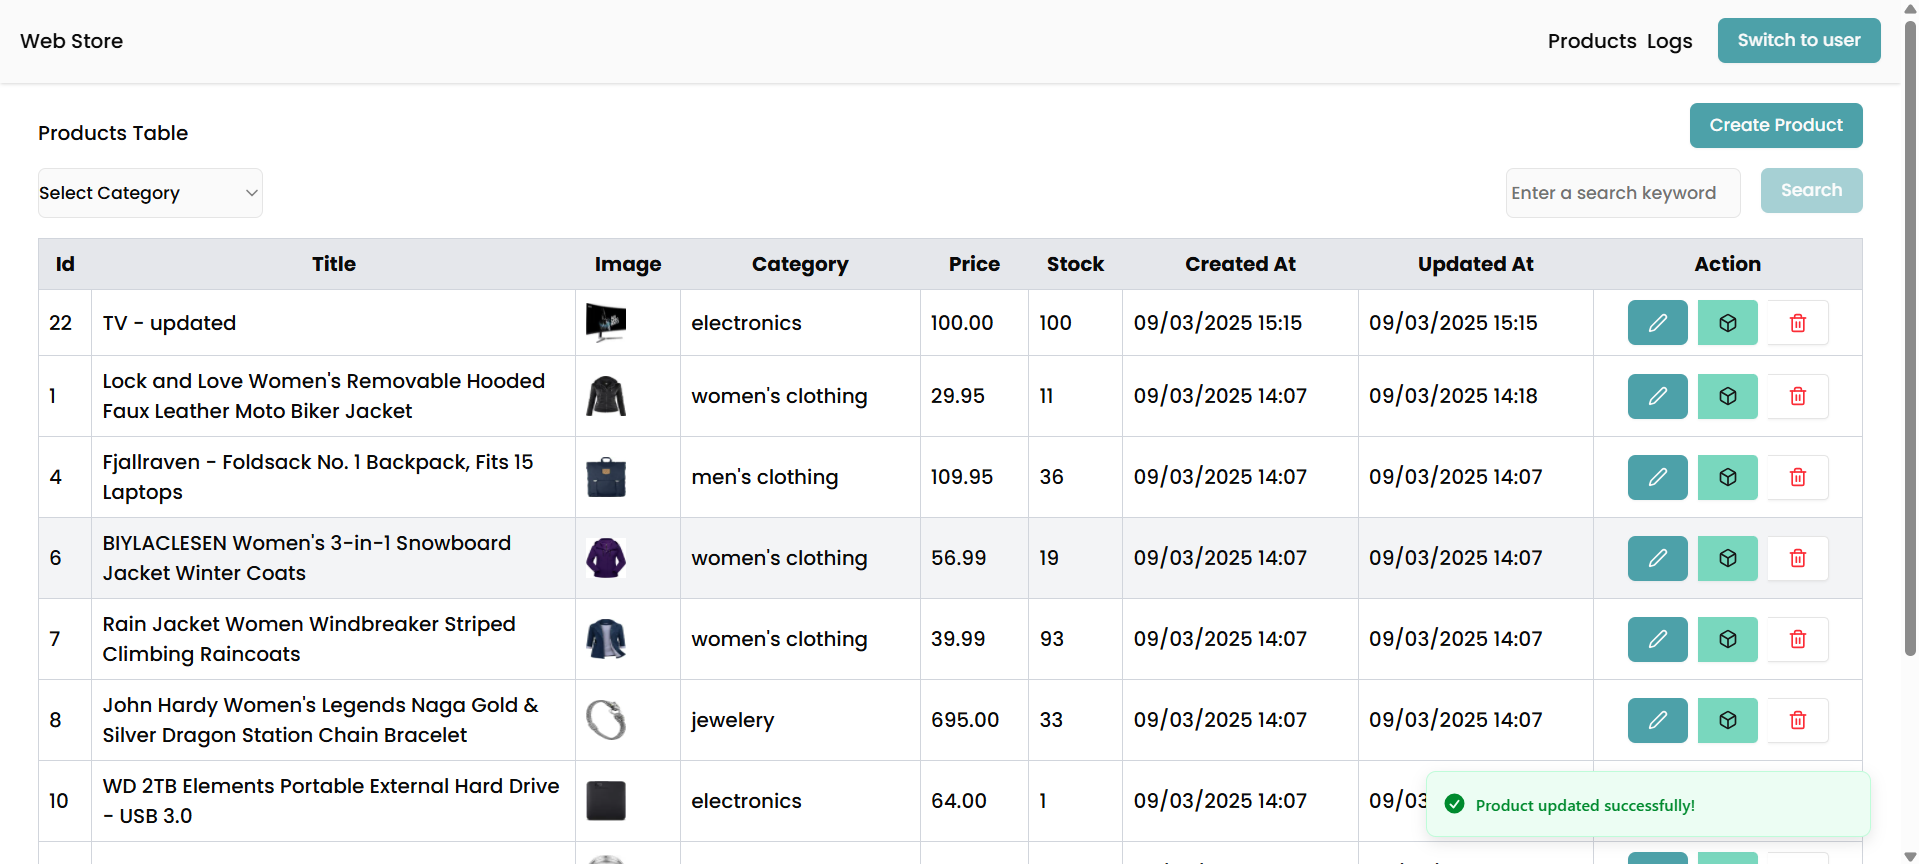 Web Store
Products Logs Switch to user
Products Table
Create Product
Select Category
Enter a search keyword
Search
Id Title Image Category Price Stock Created At Updated At Action
22 TV - updated electronics 100.00 100 09/03/2025 15:15 09/03/2025 15:15
1 Lock and Love Women's Removable Hooded
Faux Leather Moto Biker Jacket women's clothing 29.95 11 09/03/2025 14:07 09/03/2025 14:18
4 Fjallraven - Foldsack No. 1 Backpack, Fits 15
Laptops men's clothing 109.95 36 09/03/2025 14:07 09/03/2025 14:07
6 BIYLACLESEN Women's 3-in-1 Snowboard
Jacket Winter Coats women's clothing 56.99 19 09/03/2025 14:07 09/03/2025 14:07
7 Rain Jacket Women Windbreaker Striped
Climbing Raincoats women's clothing 39.99 93 09/03/2025 14:07 09/03/2025 14:07
8 John Hardy Women's Legends Naga Gold &
Silver Dragon Station Chain Bracelet jewelery 695.00 33 09/03/2025 14:07 09/03/2025 14:07
10 WD 2TB Elements Portable External Hard Drive
- USB 3.0 electronics 64.00 1 09/03/2025 14:07 09/03
Product updated successfully!